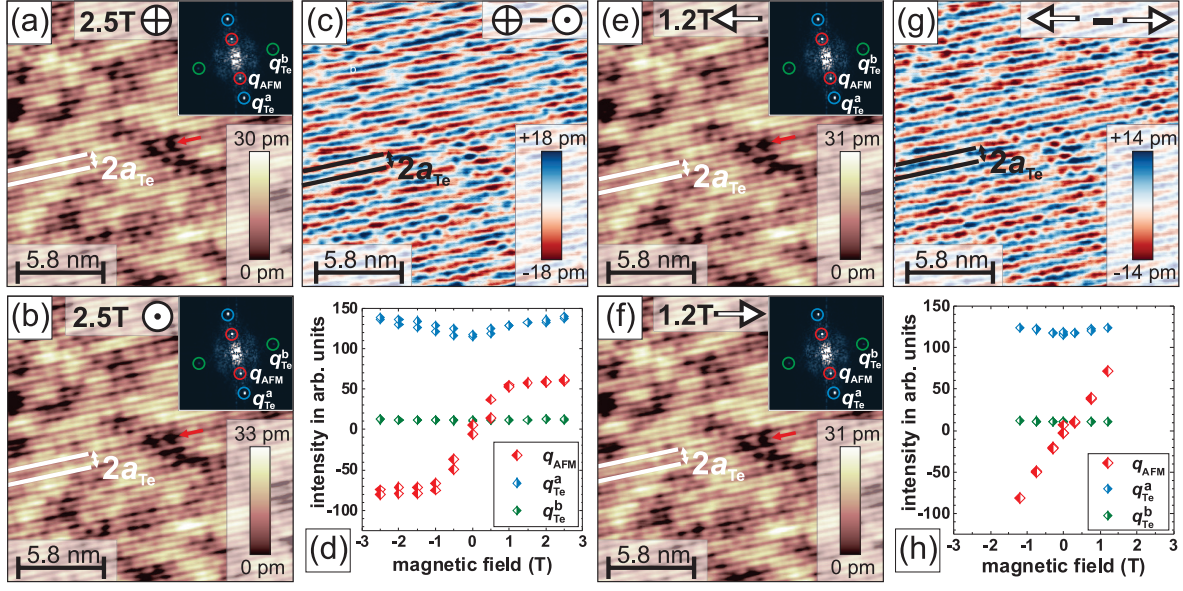 (a) 2.5T
q_Te^b
q_AFM
q_Te^a
30 pm
2a_Te
5.8 nm
0 pm
(c) –
+18 pm
2a_Te
5.8 nm
-18 pm
(e) 1.2T
q_Te^b
q_AFM
q_Te^a
31 pm
2a_Te
5.8 nm
0 pm
(g) -
+14 pm
2a_Te
5.8 nm
-14 pm
(b) 2.5T
q_Te^b
q_AFM
q_Te^a
33 pm
2a_Te
5.8 nm
0 pm
intensity in arb. units
150
100
50
0
-50
-100
q_AFM
q_Te^a
q_Te^b
-3 -2 -1 0 1 2 3
magnetic field (T)
(d)
(f) 1.2T
q_Te^b
q_AFM
q_Te^a
31 pm
2a_Te
5.8 nm
0 pm
intensity in arb. units
150
100
50
0
-50
-100
q_AFM
q_Te^a
q_Te^b
-3 -2 -1 0 1 2 3
magnetic field (T)
(h)